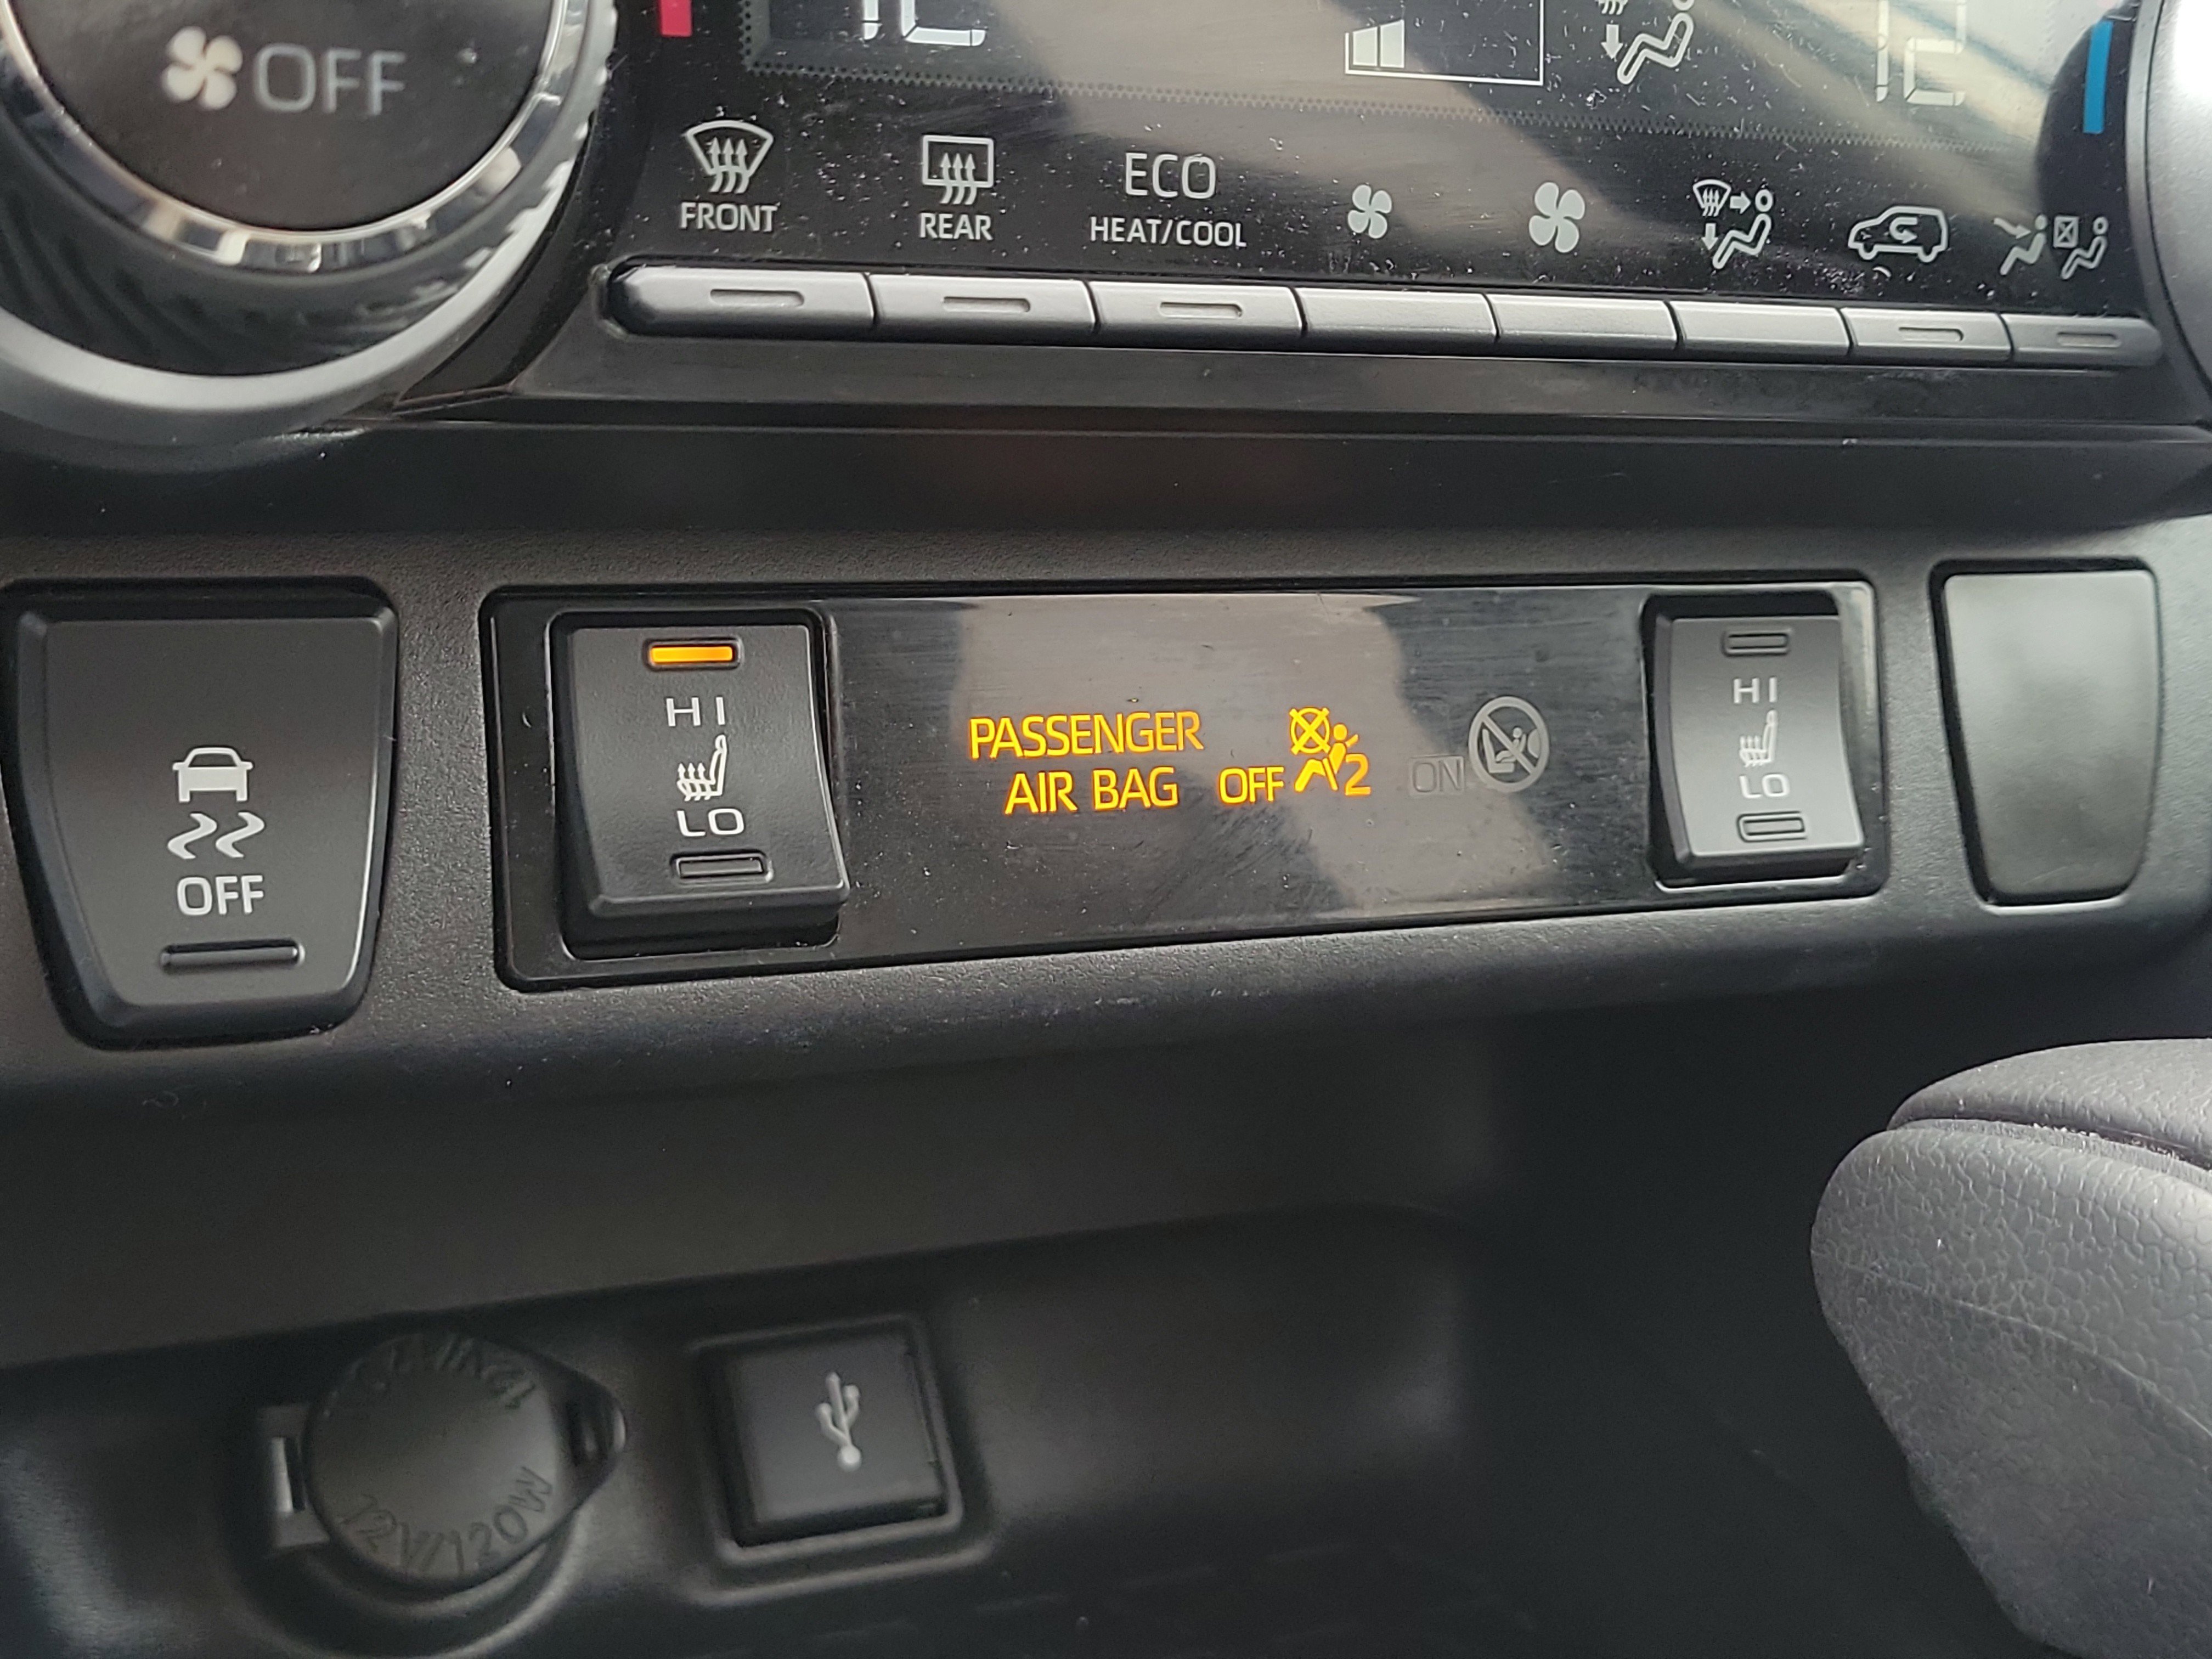 OFF
FRONT
REAR
ECO
HEAT/COOL
HI
LO
PASSENGER
AIR BAG OFF 2 ON
HI
LO
OFF
12V/120W